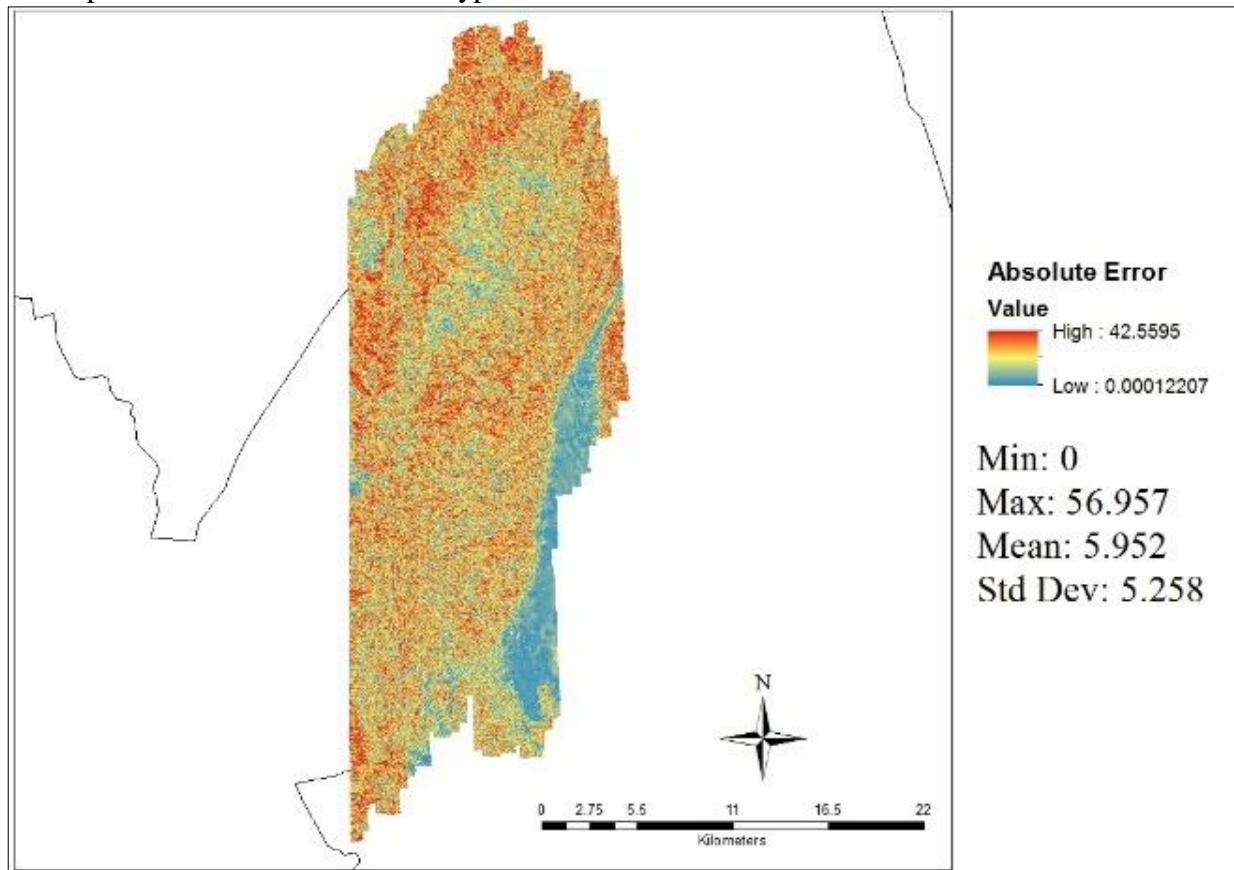 Absolute Error
Value
High : 42.5595
Low : 0.00012207
Min: 0
Max: 56.957
Mean: 5.952
Std Dev: 5.258
N
0 2.75 5.5 11 16.5 22
Kilometers